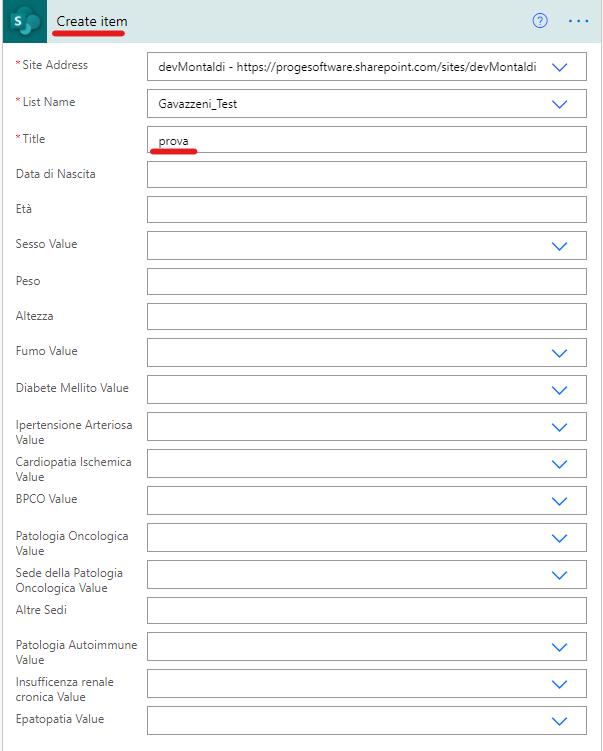 S
Create item
?
* Site Address
devMontaldi - https://progesoftware.sharepoint.com/sites/devMontaldi
* List Name
Gavazzeni_Test
* Title
prova
Data di Nascita
Età
Sesso Value
Peso
Altezza
Fumo Value
Diabete Mellito Value
Ipertensione Arteriosa
Value
Cardiopatia Ischemica
Value
BPCO Value
Patologia Oncologica
Value
Sede della Patologia
Oncologica Value
Altre Sedi
Patologia Autoimmune
Value
Insufficenza renale
cronica Value
Epatopatia Value